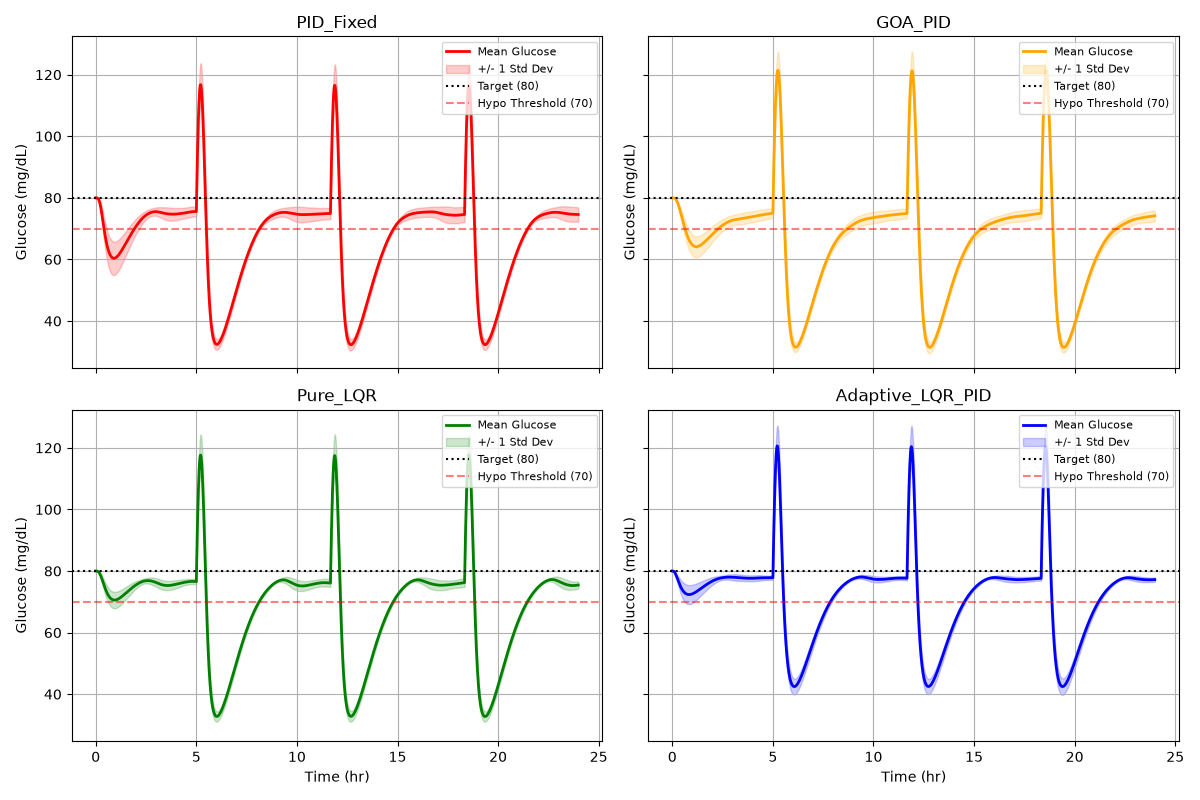 PID_Fixed
Glucose (mg/dL)
120
100
80
60
40
Mean Glucose
+/- 1 Std Dev
Target (80)
Hypo Threshold (70)
GOA_PID
Glucose (mg/dL)
Mean Glucose
+/- 1 Std Dev
Target (80)
Hypo Threshold (70)
Pure_LQR
Glucose (mg/dL)
120
100
80
60
40
Mean Glucose
+/- 1 Std Dev
Target (80)
Hypo Threshold (70)
0 5 10 15 20 25
Time (hr)
Adaptive_LQR_PID
Glucose (mg/dL)
Mean Glucose
+/- 1 Std Dev
Target (80)
Hypo Threshold (70)
0 5 10 15 20 25
Time (hr)